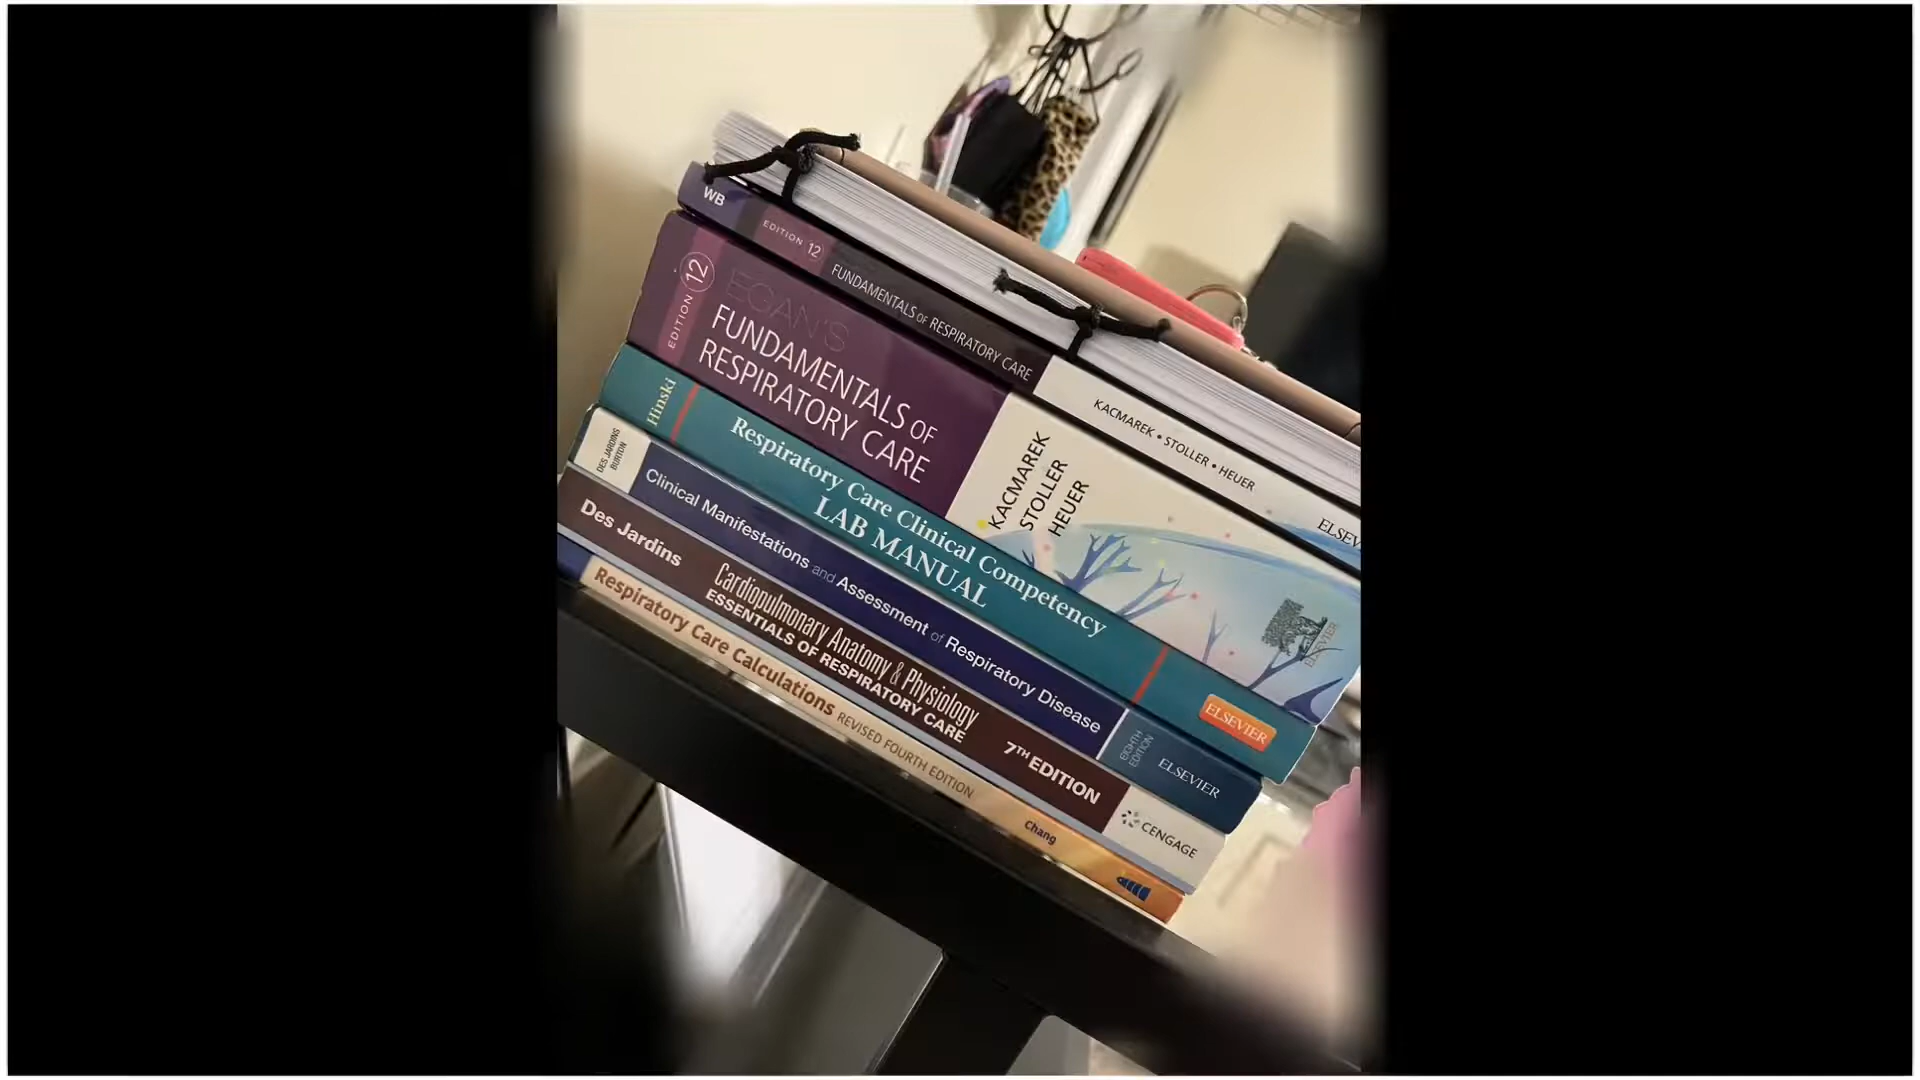 WB
EDITION 12
FUNDAMENTALS OF RESPIRATORY CARE
KACMAREK • STOLLER • HEUER
ELSEV
EDITION 12
EGAN'S
FUNDAMENTALS OF
RESPIRATORY CARE
KACMAREK
STOLLER
HEUER
ELSEVIER
Hinski
Respiratory Care Clinical Competency
LAB MANUAL
ELSEVIER
DES JARDINS
BURTON
Clinical Manifestations and Assessment of Respiratory Disease
EIGHTH
EDITION
ELSEVIER
Des Jardins
Cardiopulmonary Anatomy & Physiology
ESSENTIALS OF RESPIRATORY CARE
7TH EDITION
CENGAGE
Respiratory Care Calculations REVISED FOURTH EDITION
Chang